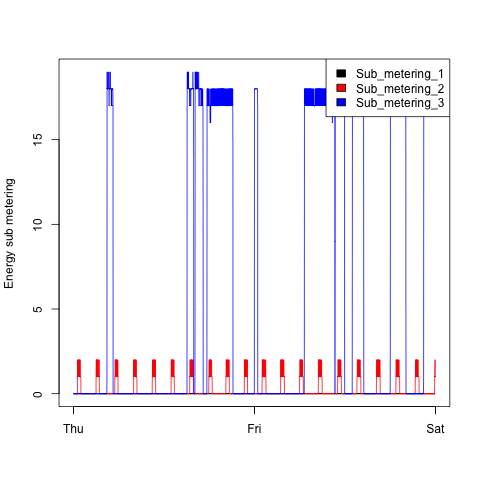 Sub_metering_1
Sub_metering_2
Sub_metering_3
Energy sub metering
15
10
5
0
Thu
Fri
Sat